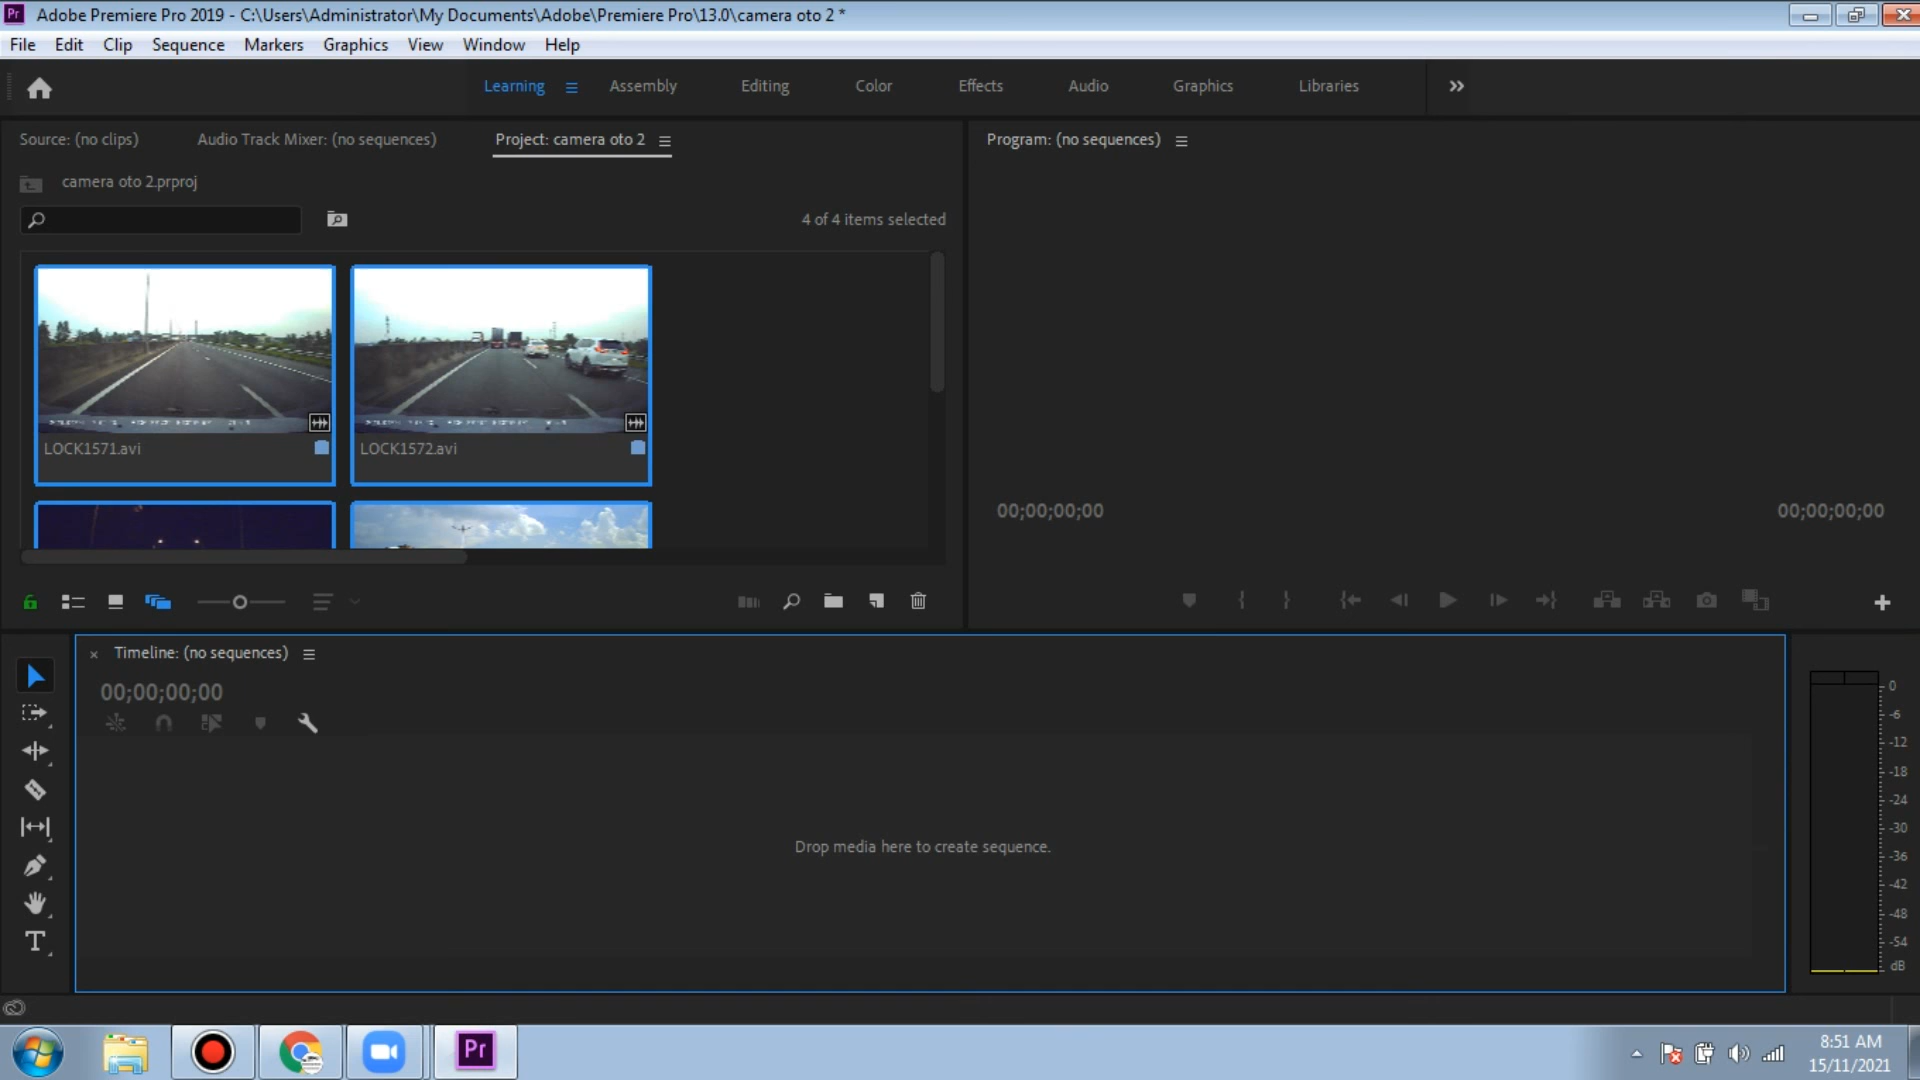 Pr Adobe Premiere Pro 2019 - C:\Users\Administrator\My Documents\Adobe\Premiere Pro\13.0\camera oto 2 *
File Edit Clip Sequence Markers Graphics View Window Help
Learning Assembly Editing Color Effects Audio Graphics Libraries
Source: (no clips) Audio Track Mixer: (no sequences) Project: camera oto 2
Program: (no sequences)
camera oto 2.prproj
4 of 4 items selected
LOCK1571.avi LOCK1572.avi
00;00;00;00 00;00;00;00
Timeline: (no sequences)
00;00;00;00
Drop media here to create sequence.
0
-6
-12
-18
-24
-30
-36
-42
-48
-54
dB
Pr
8:51 AM
15/11/2021